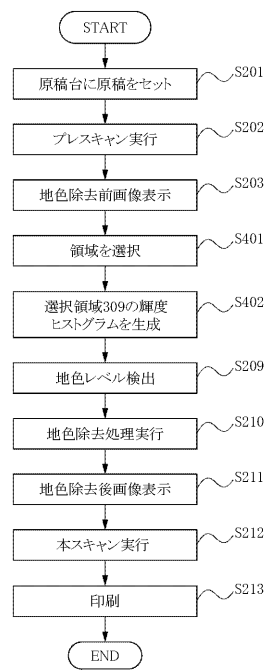 START
原稿台に原稿をセット
S201
プレスキャン実行
S202
地色除去前画像表示
S203
領域を選択
S401
選択領域309の輝度
ヒストグラムを生成
S402
地色レベル検出
S209
地色除去処理実行
S210
地色除去後画像表示
S211
本スキャン実行
S212
印刷
S213
END